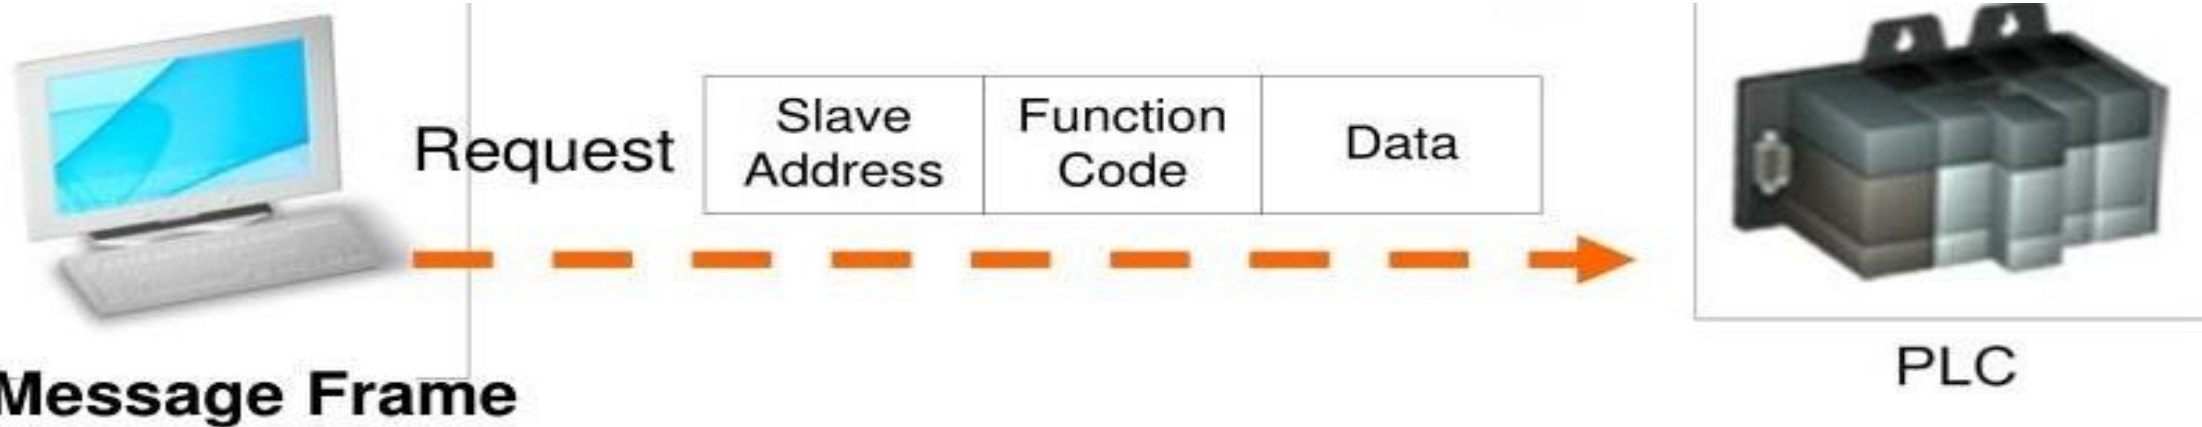 Request
Slave
Address
Function
Code
Data
PLC
Message Frame